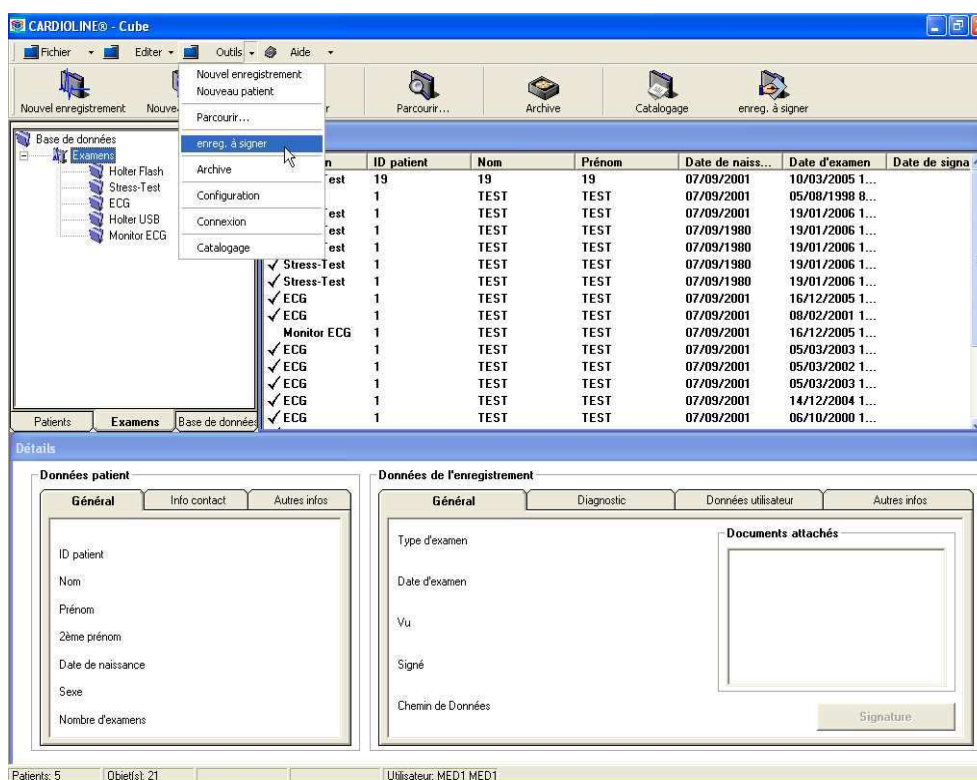 CARDIOLINE® - Cube
Fichier Editer Outils Aide
Nouvel enregistrement Parcourir... Archive Catalogage enreg. à signer
Nouvel enregistrement
Nouveau patient
Parcourir...
enreg. à signer
Archive
Configuration
Connexion
Catalogage
Base de données
Examens
Holter Flash
Stress-Test
ECG
Holter USB
Monitor ECG
Patients Examens Base de données
ID patient Nom Prénom Date de naiss... Date d'examen Date de signa
est 19 19 19 07/09/2001 10/03/2005 1...
1 TEST TEST 07/09/2001 05/08/1998 8...
est 1 TEST TEST 07/09/2001 19/01/2006 1...
est 1 TEST TEST 07/09/1980 19/01/2006 1...
est 1 TEST TEST 07/09/1980 19/01/2006 1...
Stress-Test 1 TEST TEST 07/09/1980 19/01/2006 1...
Stress-Test 1 TEST TEST 07/09/1980 19/01/2006 1...
ECG 1 TEST TEST 07/09/2001 16/12/2005 1...
ECG 1 TEST TEST 07/09/2001 08/02/2001 1...
Monitor ECG 1 TEST TEST 07/09/2001 16/12/2005 1...
ECG 1 TEST TEST 07/09/2001 05/03/2003 1...
ECG 1 TEST TEST 07/09/2001 05/03/2002 1...
ECG 1 TEST TEST 07/09/2001 05/03/2003 1...
ECG 1 TEST TEST 07/09/2001 14/12/2004 1...
ECG 1 TEST TEST 07/09/2001 06/10/2000 1...
Détails
Données patient
Général Info contact Autres infos
ID patient
Nom
Prénom
2ème prénom
Date de naissance
Sexe
Nombre d'examens
Données de l'enregistrement
Général Diagnostic Données utilisateur Autres infos
Type d'examen
Date d'examen
Vu
Signé
Chemin de Données
Documents attachés
Signature
Patients: 5 Objet(s): 21 Utilisateur: MED1 MED1